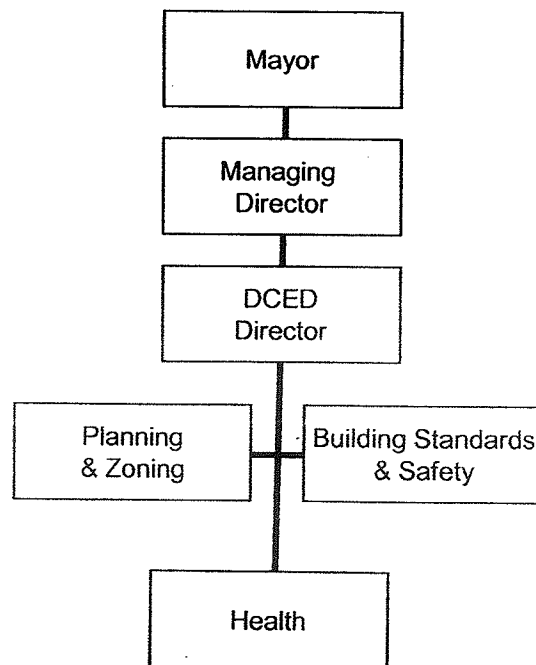 Mayor
Managing
Director
DCED
Director
Planning
& Zoning
Building Standards
& Safety
Health